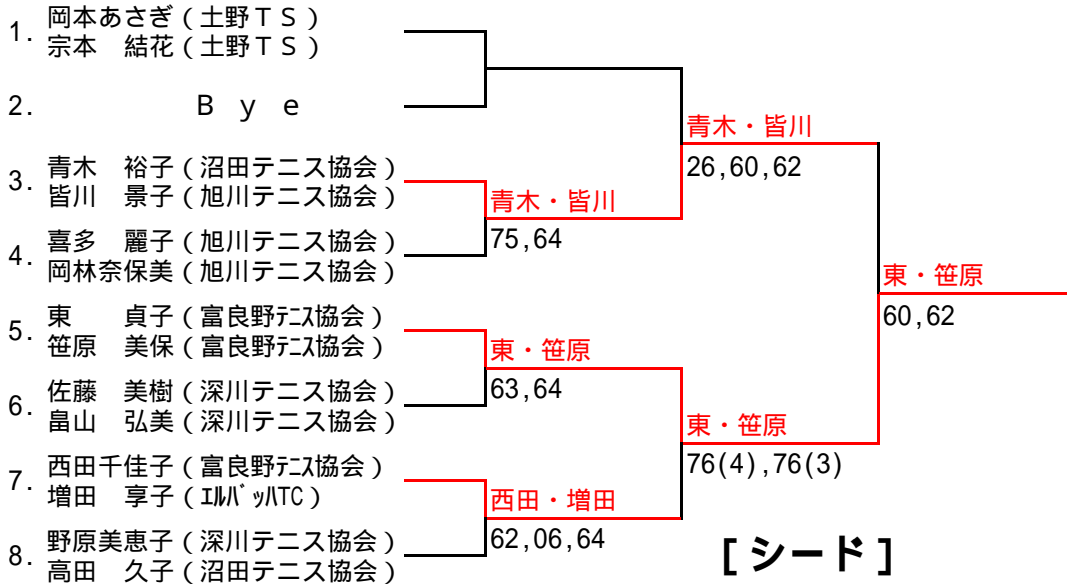 1. 岡本あさぎ(土野TS)
宗本 結花(土野TS)
2. Bye
3. 青木 裕子(沼田テニス協会)
皆川 景子(旭川テニス協会)
4. 喜多 麗子(旭川テニス協会)
岡林奈保美(旭川テニス協会)
5. 東 貞子(富良野テニス協会)
笹原 美保(富良野テニス協会)
6. 佐藤 美樹(深川テニス協会)
畠山 弘美(深川テニス協会)
7. 西田千佳子(富良野テニス協会)
増田 享子(エルバッハTC)
8. 野原美恵子(深川テニス協会)
高田 久子(沼田テニス協会)
青木・皆川
75,64
東・笹原
63,64
西田・増田
62,06,64
青木・皆川
26,60,62
東・笹原
76(4),76(3)
東・笹原
60,62
[シード]